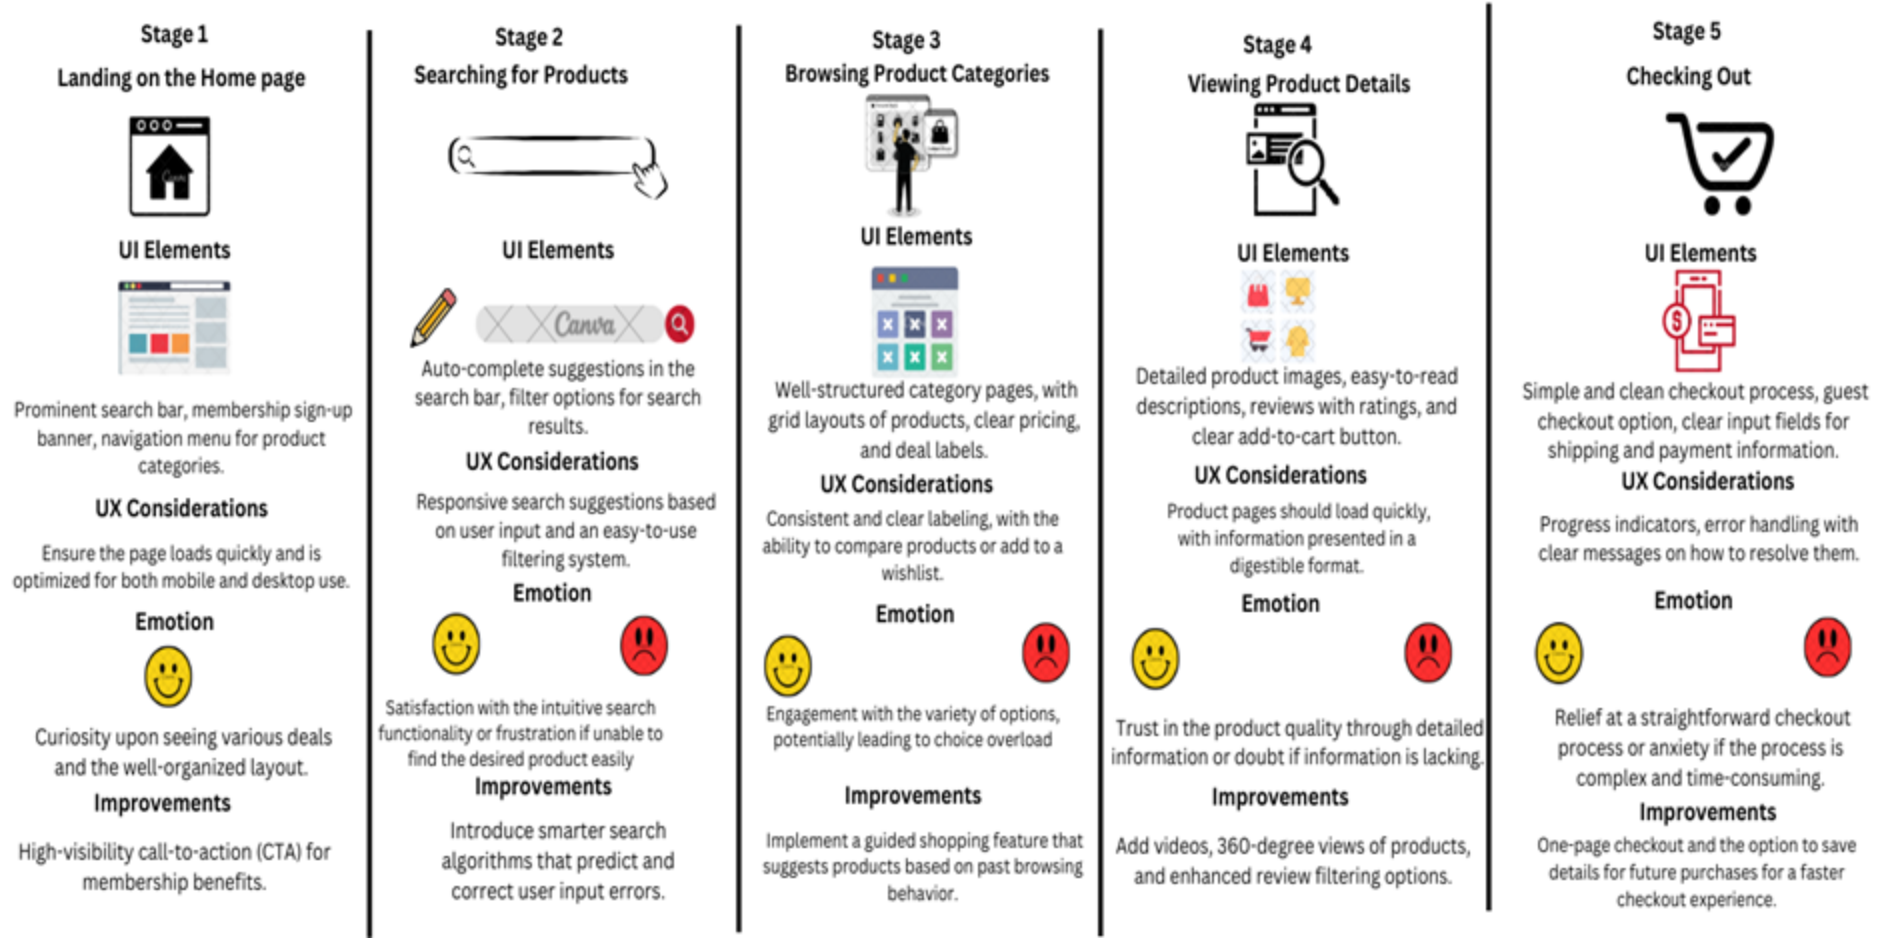 Stage 1
Landing on the Home page
UI Elements
Prominent search bar, membership sign-up
banner, navigation menu for product
categories.
UX Considerations
Ensure the page loads quickly and is
optimized for both mobile and desktop use.
Emotion
Curiosity upon seeing various deals
and the well-organized layout.
Improvements
High-visibility call-to-action (CTA) for
membership benefits.
Stage 2
Searching for Products
UI Elements
Canva
Auto-complete suggestions in the
search bar, filter options for search
results.
UX Considerations
Responsive search suggestions based
on user input and an easy-to-use
filtering system.
Emotion
Satisfaction with the intuitive search
functionality or frustration if unable to
find the desired product easily
Improvements
Introduce smarter search
algorithms that predict and
correct user input errors.
Stage 3
Browsing Product Categories
UI Elements
Well-structured category pages, with
grid layouts of products, clear pricing,
and deal labels.
UX Considerations
Consistent and clear labeling, with the
ability to compare products or add to a
wishlist.
Emotion
Engagement with the variety of options,
potentially leading to choice overload
Improvements
Implement a guided shopping feature that
suggests products based on past browsing
behavior.
Stage 4
Viewing Product Details
UI Elements
Detailed product images, easy-to-read
descriptions, reviews with ratings, and
clear add-to-cart button.
UX Considerations
Product pages should load quickly,
with information presented in a
digestible format.
Emotion
Trust in the product quality through detailed
information or doubt if information is lacking.
Improvements
Add videos, 360-degree views of products,
and enhanced review filtering options.
Stage 5
Checking Out
UI Elements
$
Simple and clean checkout process, guest
checkout option, clear input fields for
shipping and payment information.
UX Considerations
Progress indicators, error handling with
clear messages on how to resolve them.
Emotion
Relief at a straightforward checkout
process or anxiety if the process is
complex and time-consuming.
Improvements
One-page checkout and the option to save
details for future purchases for a faster
checkout experience.